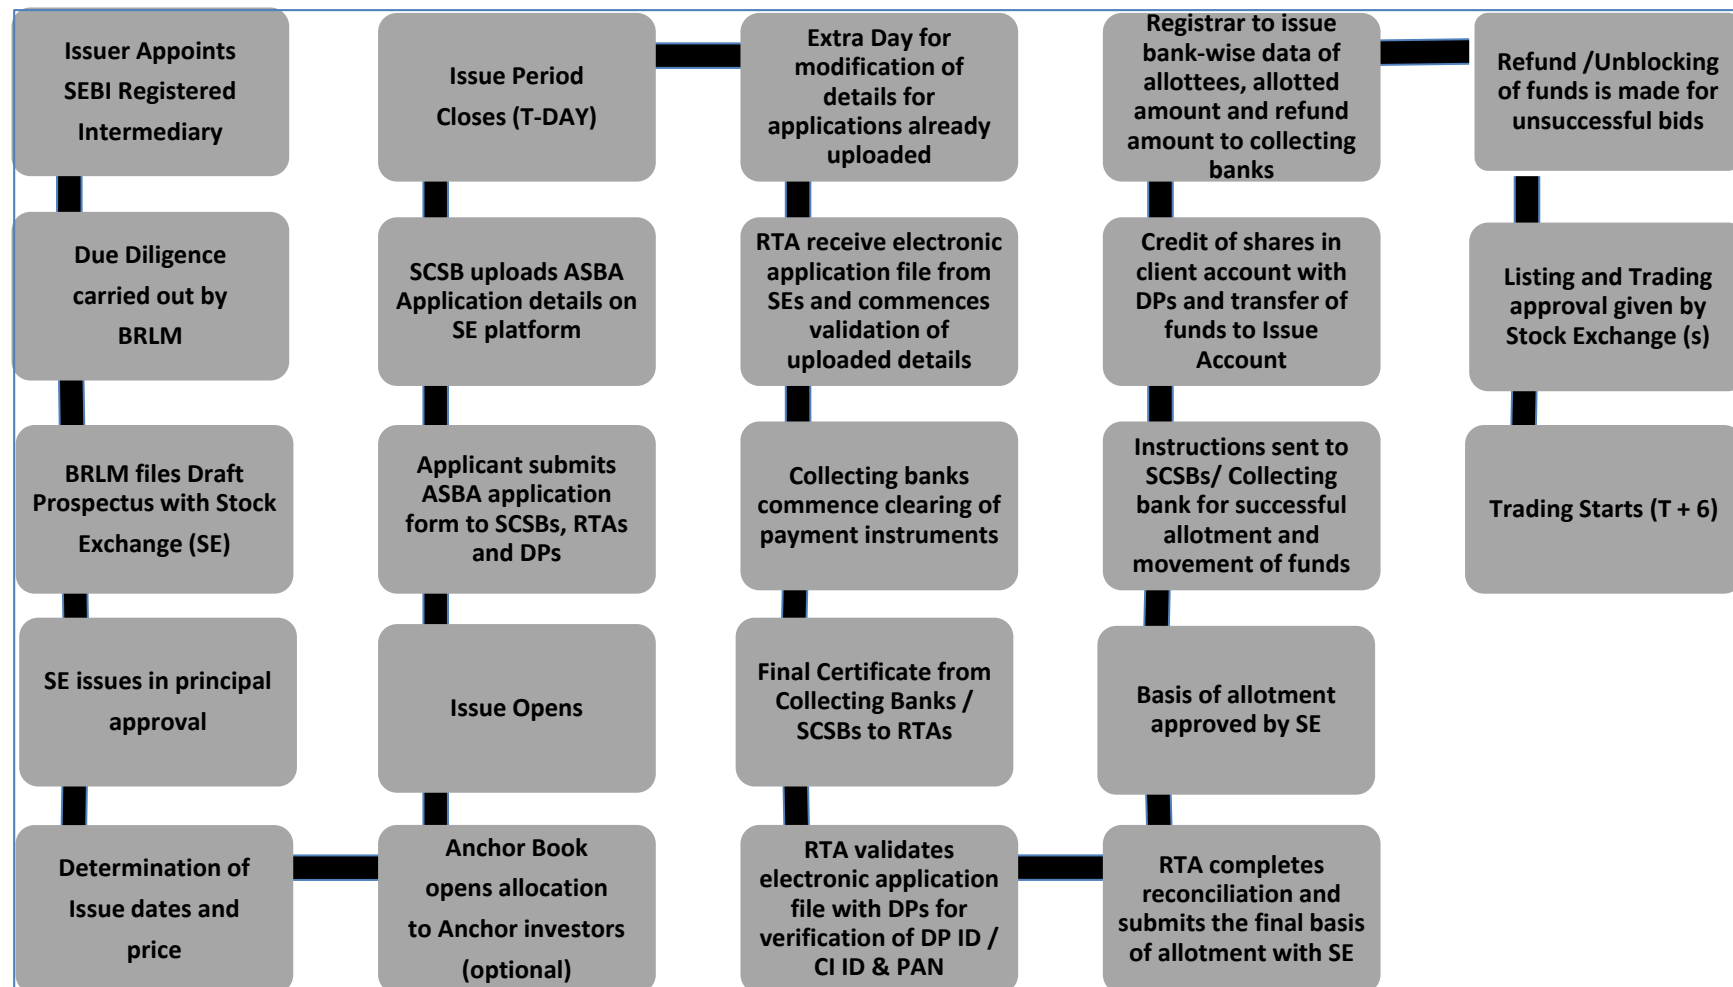 Issuer Appoints
SEBI Registered
Intermediary
Due Diligence
carried out by
BRLM
BRLM files Draft
Prospectus with Stock
Exchange (SE)
SE issues in principal
approval
Determination of
Issue dates and
price
Anchor Book
opens allocation
to Anchor investors
(optional)
Issue Opens
Applicant submits
ASBA application
form to SCSBs, RTAs
and DPs
SCSB uploads ASBA
Application details on
SE platform
Issue Period
Closes (T-DAY)
Extra Day for
modification of
details for
applications already
uploaded
RTA receive electronic
application file from
SEs and commences
validation of
uploaded details
Collecting banks
commence clearing of
payment instruments
Final Certificate from
Collecting Banks /
SCSBs to RTAs
RTA validates
electronic application
file with DPs for
verification of DP ID /
CI ID & PAN
RTA completes
reconciliation and
submits the final basis
of allotment with SE
Basis of allotment
approved by SE
Instructions sent to
SCSBs/ Collecting
bank for successful
allotment and
movement of funds
Credit of shares in
client account with
DPs and transfer of
funds to Issue
Account
Registrar to issue
bank-wise data of
allottees, allotted
amount and refund
amount to collecting
banks
Refund /Unblocking
of funds is made for
unsuccessful bids
Listing and Trading
approval given by
Stock Exchange (s)
Trading Starts (T + 6)